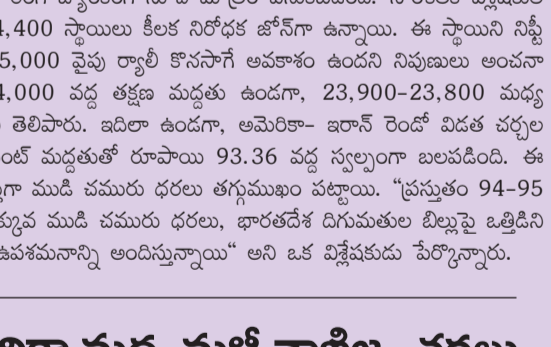 4,400 స్థాయిలు కీలక నిరోధక జోన్‌గా ఉన్నాయి. ఈ స్థాయిని నిఫ్టీ
5,000 వైపు ర్యాలీ కొనసాగే అవకాశం ఉందని నిపుణులు అంచనా
4,000 వద్ద తక్షణ మద్దతు ఉండగా, 23,900-23,800 మధ్య
తెలిపారు. ఇదిలా ఉండగా, అమెరికా– ఇరాన్ రెండో విడత చర్చల
ంట్ మద్దతుతో రూపాయి 93.36 వద్ద స్వల్పంగా బలపడింది. ఈ
గా ముడి చమురు ధరలు తగ్గుముఖం పట్టాయి. “ప్రస్తుతం 94-95
క్కువ ముడి చమురు ధరలు, భారతదేశ దిగుమతుల బిల్లుపై ఒత్తిడిని
ఉపశమనాన్ని అందిస్తున్నాయి“ అని ఒక విశ్లేషకుడు పేర్కొన్నారు.